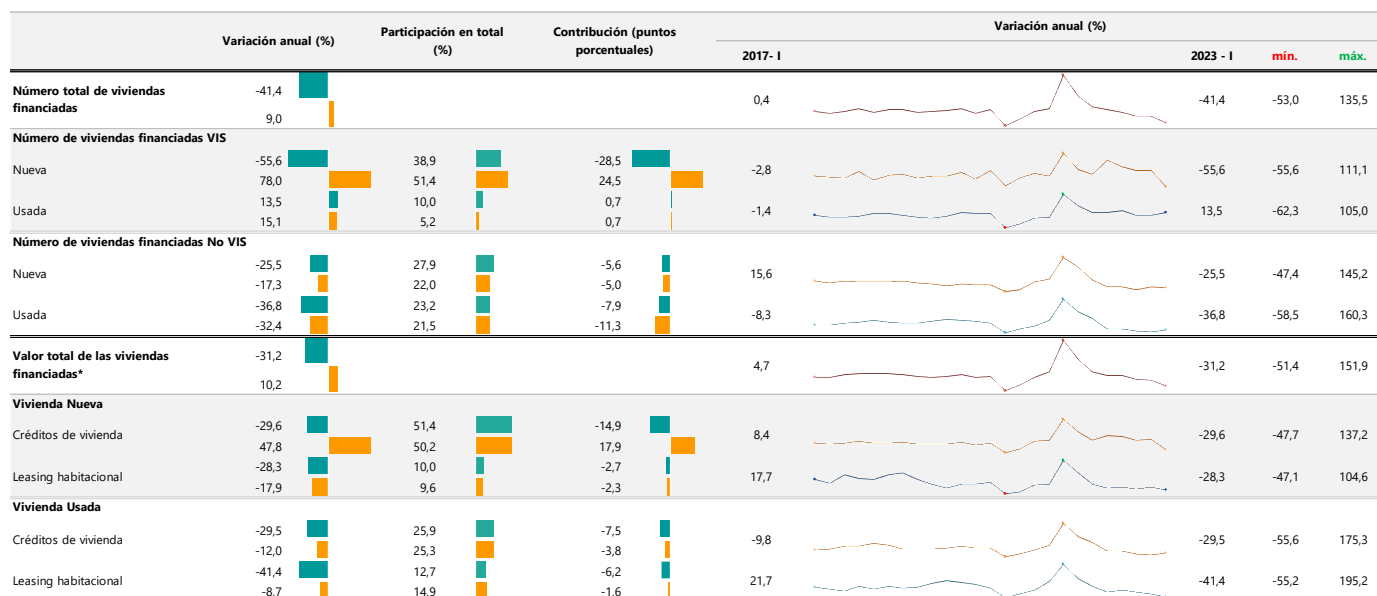 Variación anual (%) Participación en total (%) Contribución (puntos porcentuales) Variación anual (%)
2017- I 2023 - I mín. máx.
Número total de viviendas financiadas -41,4 0,4 -41,4 -53,0 135,5
9,0
Número de viviendas financiadas VIS
Nueva -55,6 38,9 -28,5 -2,8 -55,6 -55,6 111,1
78,0 51,4 24,5
Usada 13,5 10,0 0,7 -1,4 13,5 -62,3 105,0
15,1 5,2 0,7
Número de viviendas financiadas No VIS
Nueva -25,5 27,9 -5,6 15,6 -25,5 -47,4 145,2
-17,3 22,0 -5,0
Usada -36,8 23,2 -7,9 -8,3 -36,8 -58,5 160,3
-32,4 21,5 -11,3
Valor total de las viviendas financiadas* -31,2 4,7 -31,2 -51,4 151,9
10,2
Vivienda Nueva
Créditos de vivienda -29,6 51,4 -14,9 8,4 -29,6 -47,7 137,2
47,8 50,2 17,9
Leasing habitacional -28,3 10,0 -2,7 17,7 -28,3 -47,1 104,6
-17,9 9,6 -2,3
Vivienda Usada
Créditos de vivienda -29,5 25,9 -7,5 -9,8 -29,5 -55,6 175,3
-12,0 25,3 -3,8
Leasing habitacional -41,4 12,7 -6,2 21,7 -41,4 -55,2 195,2
-8,7 14,9 -1,6